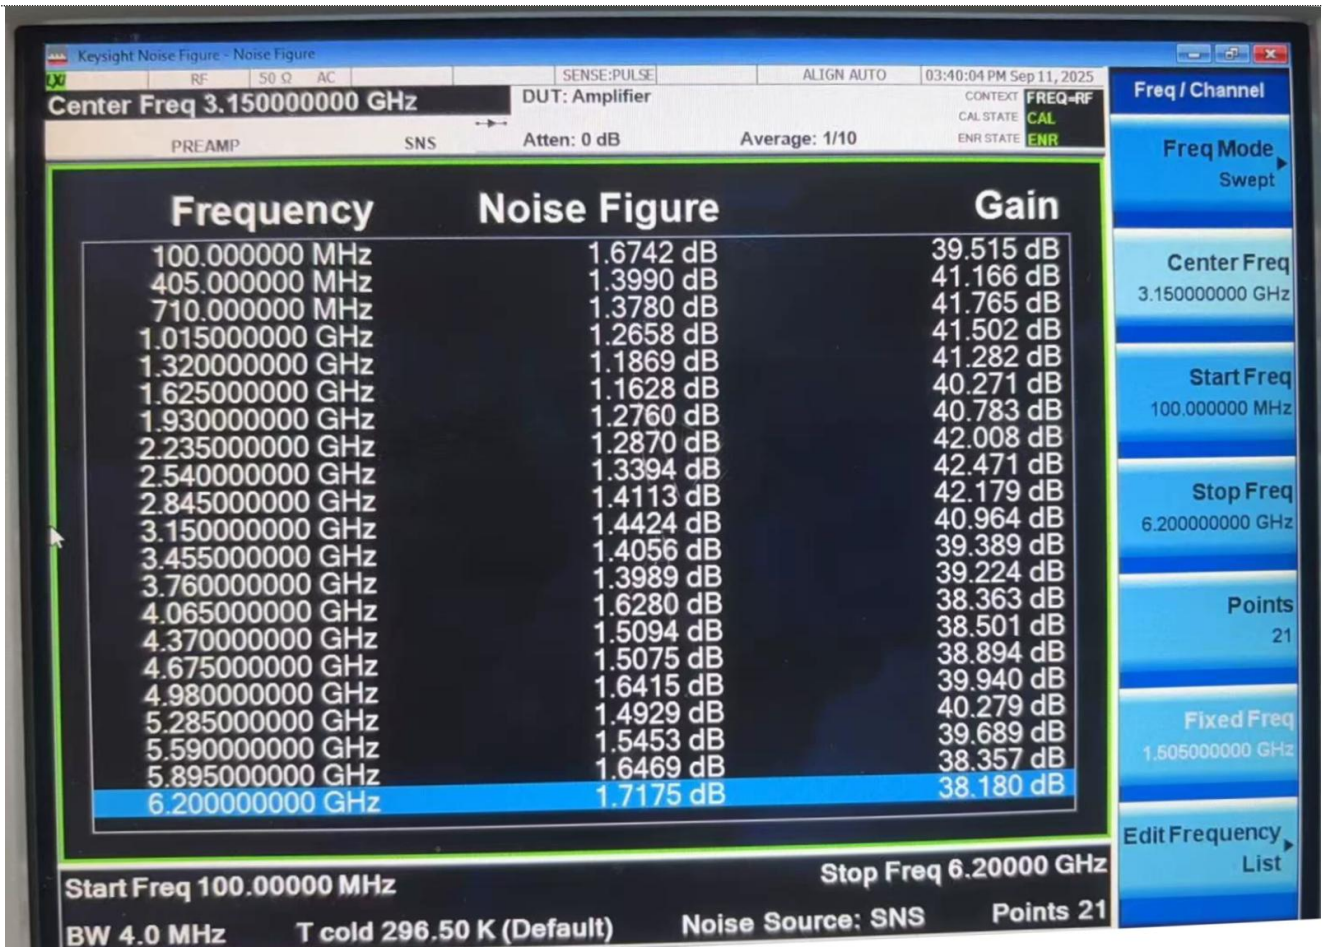 Keysight Noise Figure - Noise Figure
LXI RF 50 Ω AC SENSE:PULSE ALIGN AUTO 03:40:04 PM Sep 11, 2025
Center Freq 3.150000000 GHz DUT: Amplifier CONTEXT FREQ=RF
CAL STATE CAL
PREAMP SNS Atten: 0 dB Average: 1/10 ENR STATE ENR
Frequency Noise Figure Gain
100.000000 MHz 1.6742 dB 39.515 dB
405.000000 MHz 1.3990 dB 41.166 dB
710.000000 MHz 1.3780 dB 41.765 dB
1.015000000 GHz 1.2658 dB 41.502 dB
1.320000000 GHz 1.1869 dB 41.282 dB
1.625000000 GHz 1.1628 dB 40.271 dB
1.930000000 GHz 1.2760 dB 40.783 dB
2.235000000 GHz 1.2870 dB 42.008 dB
2.540000000 GHz 1.3394 dB 42.471 dB
2.845000000 GHz 1.4113 dB 42.179 dB
3.150000000 GHz 1.4424 dB 40.964 dB
3.455000000 GHz 1.4056 dB 39.389 dB
3.760000000 GHz 1.3989 dB 39.224 dB
4.065000000 GHz 1.6280 dB 38.363 dB
4.370000000 GHz 1.5094 dB 38.501 dB
4.675000000 GHz 1.5075 dB 38.894 dB
4.980000000 GHz 1.6415 dB 39.940 dB
5.285000000 GHz 1.4929 dB 40.279 dB
5.590000000 GHz 1.5453 dB 39.689 dB
5.895000000 GHz 1.6469 dB 38.357 dB
6.200000000 GHz 1.7175 dB 38.180 dB
Start Freq 100.00000 MHz Stop Freq 6.20000 GHz
BW 4.0 MHz T cold 296.50 K (Default) Noise Source: SNS Points 21
Freq / Channel
Freq Mode
Swept
Center Freq
3.150000000 GHz
Start Freq
100.000000 MHz
Stop Freq
6.200000000 GHz
Points
21
Fixed Freq
1.505000000 GHz
Edit Frequency
List